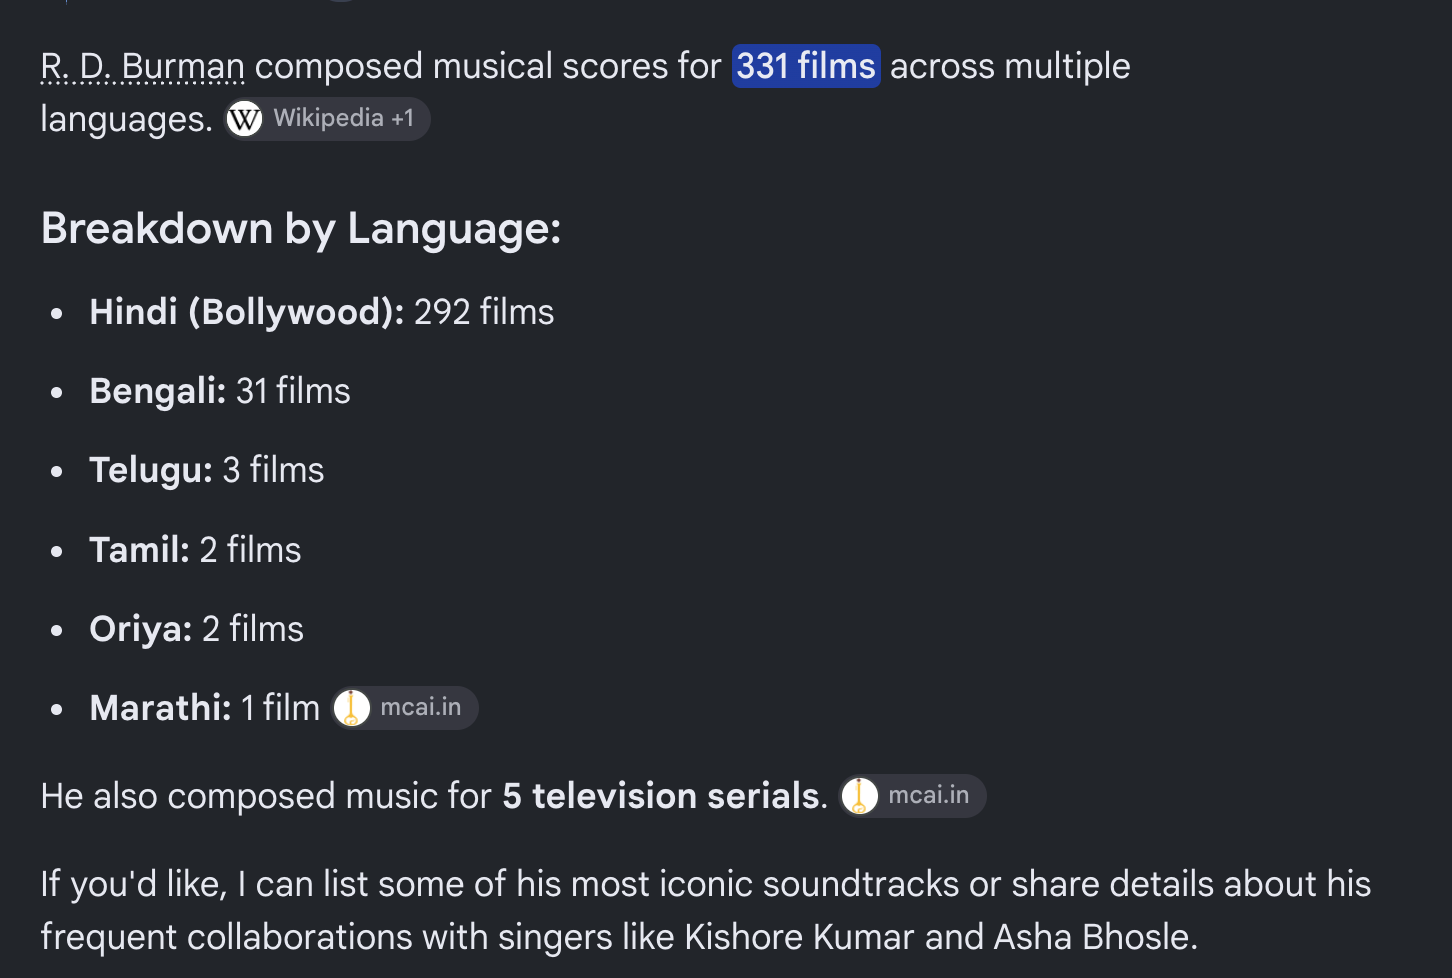 R. D. Burman composed musical scores for 331 films across multiple
languages. W Wikipedia +1
Breakdown by Language:
• Hindi (Bollywood): 292 films
• Bengali: 31 films
• Telugu: 3 films
• Tamil: 2 films
• Oriya: 2 films
• Marathi: 1 film mcai.in
He also composed music for 5 television serials. mcai.in
If you'd like, I can list some of his most iconic soundtracks or share details about his
frequent collaborations with singers like Kishore Kumar and Asha Bhosle.